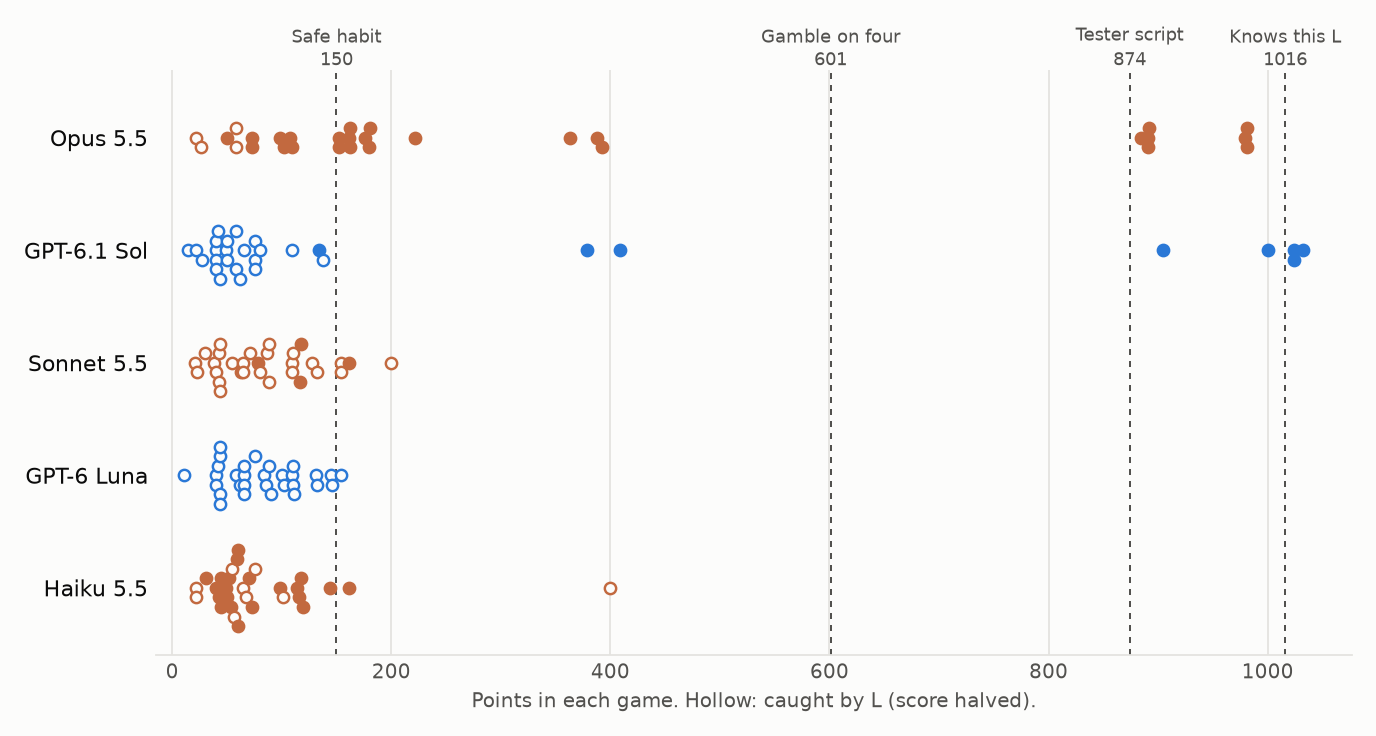 Safe habit
150
Gamble on four
601
Tester script
874
Knows this L
1016
Opus 5.5
GPT-6.1 Sol
Sonnet 5.5
GPT-6 Luna
Haiku 5.5
0 200 400 600 800 1000
Points in each game. Hollow: caught by L (score halved).